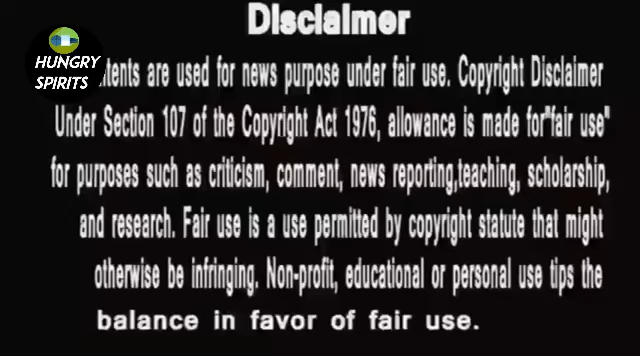 Disclaimer
HUNGRY
SPIRITS
are used for news purpose under fair use. Copyright Disclaimer
Under Section 107 of the Copyright Act 1976, allowance is made for"fair use"
for purposes such as criticism, comment, news reporting,teaching, scholarship,
and research. Fair use is a use permitted by copyright statute that might
otherwise be infringing. Non-profit, educational or personal use tips the
balance in favor of fair use.